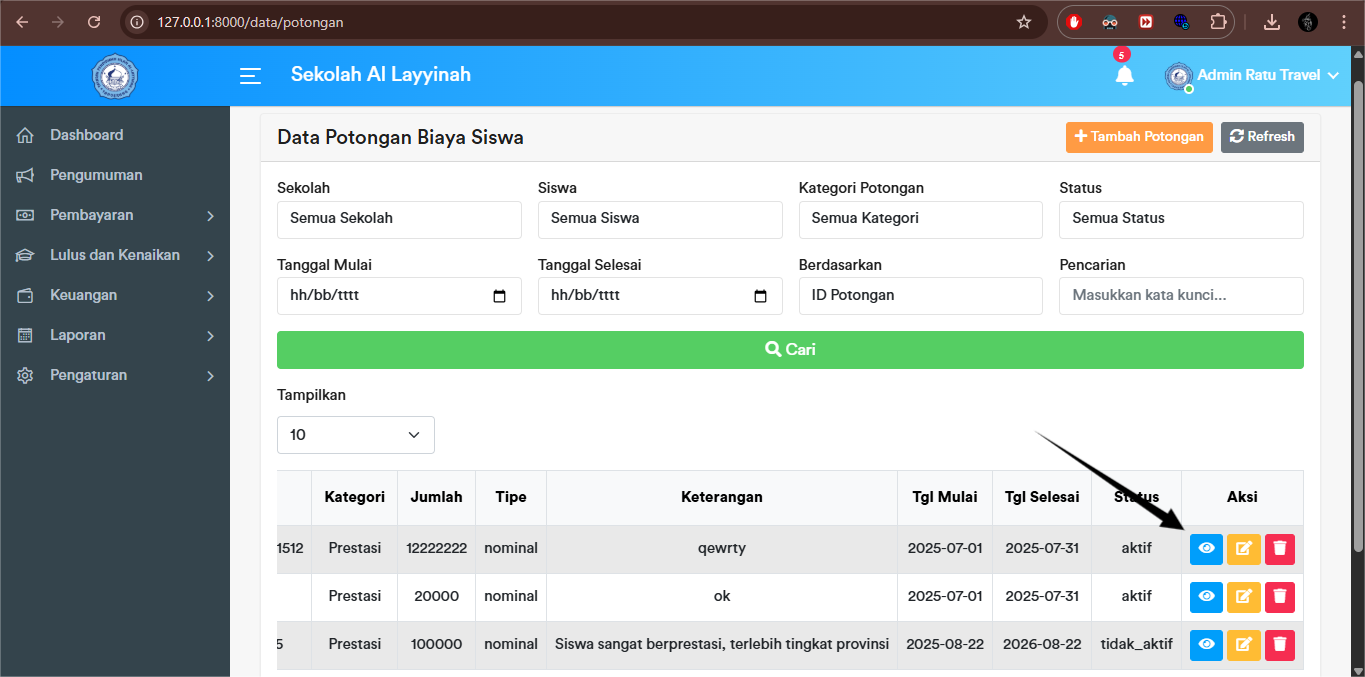 127.0.0.1:8000/data/potongan
5
Sekolah Al Layyinah
Admin Ratu Travel
Dashboard
Pengumuman
Pembayaran
Lulus dan Kenaikan
Keuangan
Laporan
Pengaturan
Data Potongan Biaya Siswa
Tambah Potongan
Refresh
Sekolah Siswa Kategori Potongan Status
Semua Sekolah Semua Siswa Semua Kategori Semua Status
Tanggal Mulai Tanggal Selesai Berdasarkan Pencarian
hh/bb/tttt hh/bb/tttt ID Potongan Masukkan kata kunci...
Cari
Tampilkan
10
Kategori Jumlah Tipe Keterangan Tgl Mulai Tgl Selesai Status Aksi
1512 Prestasi 12222222 nominal qewrty 2025-07-01 2025-07-31 aktif
Prestasi 20000 nominal ok 2025-07-01 2025-07-31 aktif
5 Prestasi 100000 nominal Siswa sangat berprestasi, terlebih tingkat provinsi 2025-08-22 2026-08-22 tidak_aktif